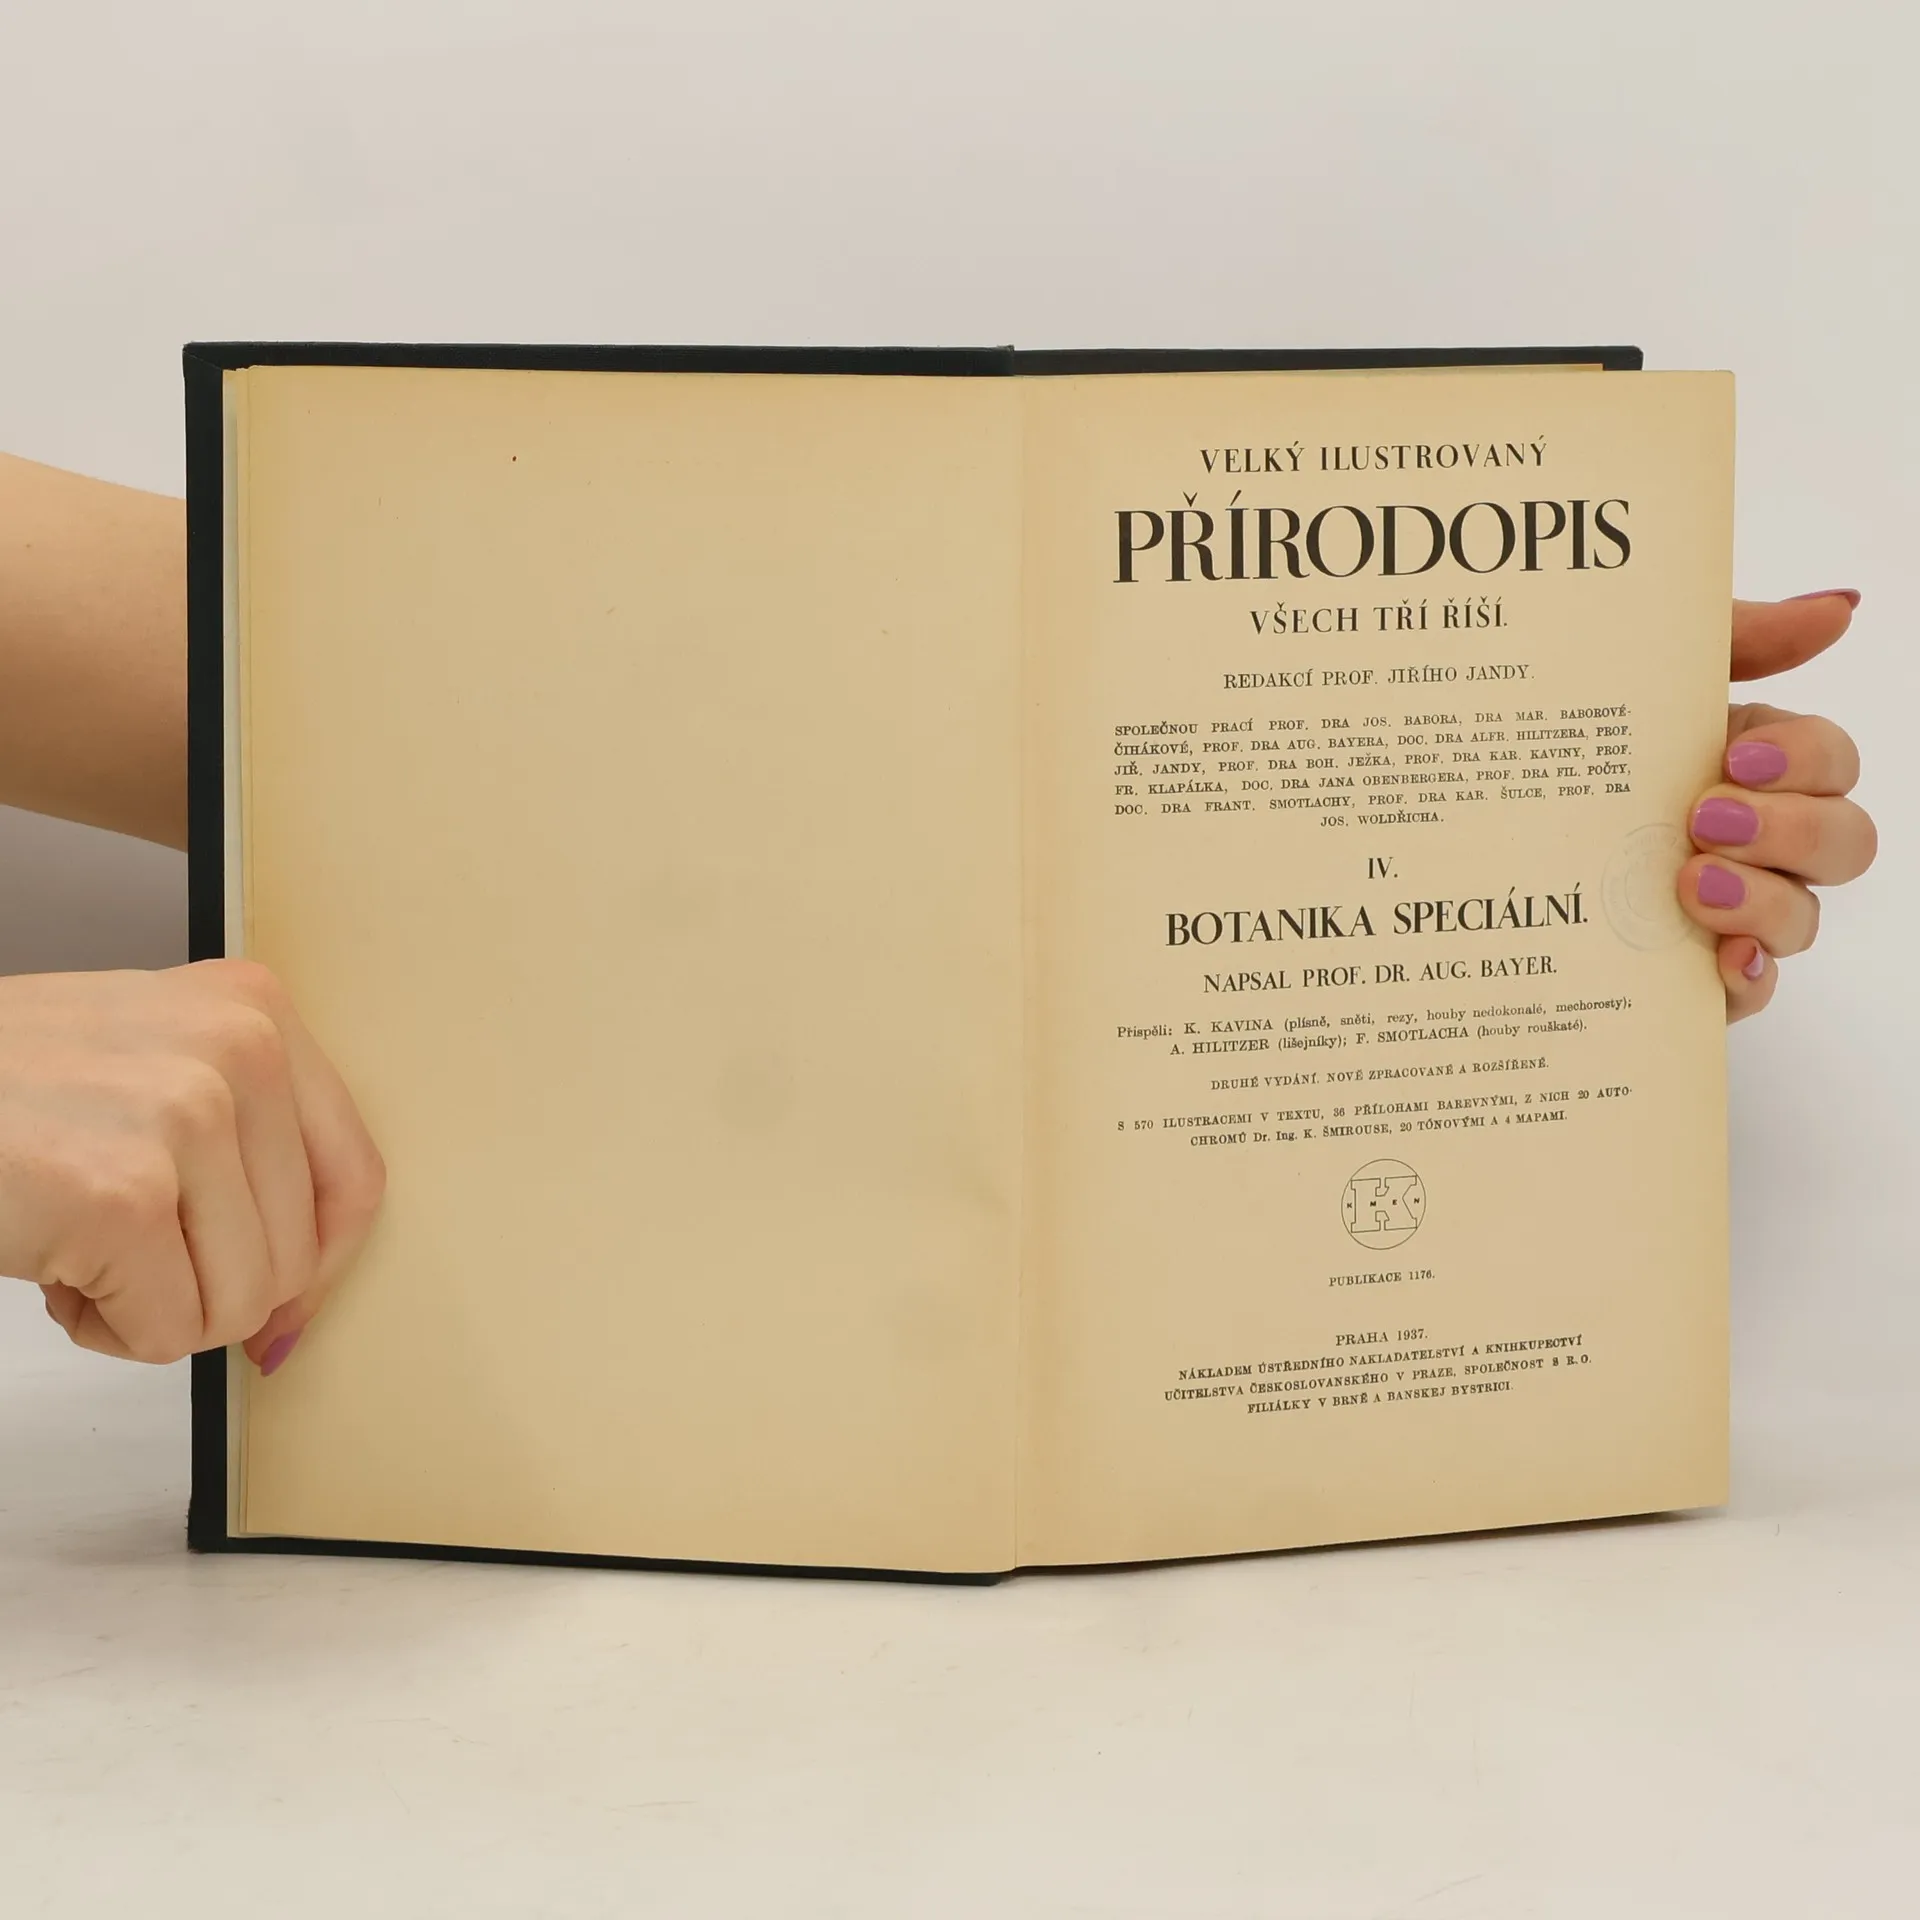 VELKÝ ILUSTROVANÝ
PŘÍRODOPIS
VŠECH TŘÍ ŘÍŠÍ.
REDAKCÍ PROF. JIŘÍHO JANDY.
SPOLEČNOU PRACÍ PROF. DRA JOS. BABORA, DRA MAR. BABOROVÉ-
ČIHÁKOVÉ, PROF. DRA AUG. BAYERA, DOC. DRA ALFR. HILITZERA, PROF.
JIŘ. JANDY, PROF. DRA BOH. JEŽKA, PROF. DRA KAR. KAVINY, PROF.
FR. KLAPÁLKA, DOC. DRA JANA OBENBERGERA, PROF. DRA FIL. POČTY,
DOC. DRA FRANT. SMOTLACHY, PROF. DRA KAR. ŠULCE, PROF. DRA
JOS. WOLDŘICHA.
IV.
BOTANIKA SPECIÁLNÍ.
NAPSAL PROF. DR. AUG. BAYER.
Přispěli: K. KAVINA (plísně, sněti, rezy, houby nedokonalé, mechorosty);
A. HILITZER (lišejníky); F. SMOTLACHA (houby rouškaté).
DRUHÉ VYDÁNÍ. NOVĚ ZPRACOVANÉ A ROZŠÍŘENÉ.
S 570 ILUSTRACEMI V TEXTU, 36 PŘÍLOHAMI BAREVNÝMI, Z NICH 20 AUTO-
CHROMŮ Dr. Ing. K. ŠMIROUSE, 20 TÓNOVÝMI A 4 MAPAMI.
K M E N
PUBLIKACE 1176.
PRAHA 1937.
NÁKLADEM ÚSTŘEDNÍHO NAKLADATELSTVÍ A KNIHKUPECTVÍ
UČITELSTVA ČESKOSLOVANSKÉHO V PRAZE, SPOLEČNOST S R. O.
FILIÁLKY V BRNĚ A BANSKEJ BYSTRICI.